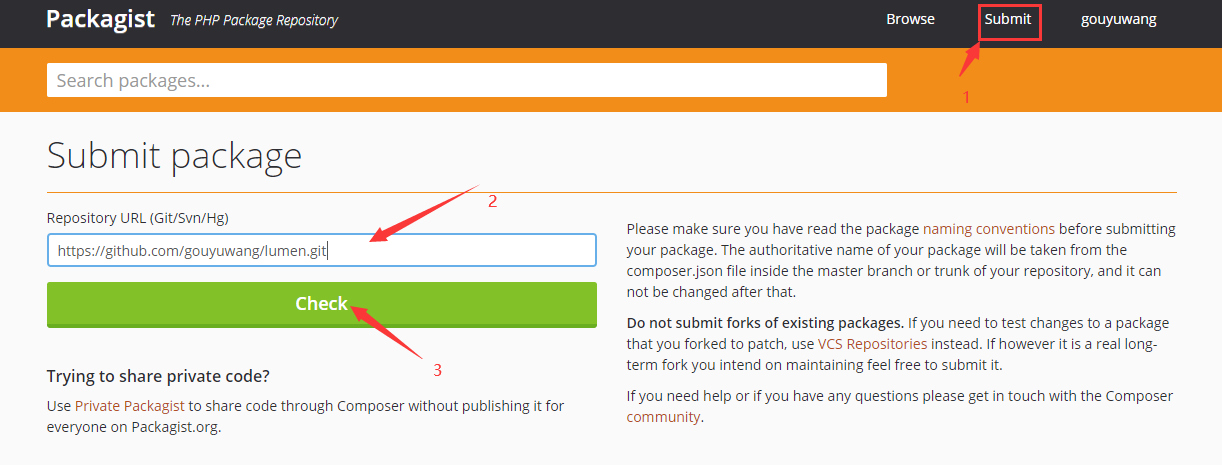 Packagist The PHP Package Repository Browse Submit gouyuwang
1
Search packages...
Submit package
2
Repository URL (Git/Svn/Hg)
https://github.com/gouyuwang/lumen.git
Check
3
Trying to share private code?
Use Private Packagist to share code through Composer without publishing it for
everyone on Packagist.org.
Please make sure you have read the package naming conventions before submitting
your package. The authoritative name of your package will be taken from the
composer.json file inside the master branch or trunk of your repository, and it can
not be changed after that.
Do not submit forks of existing packages. If you need to test changes to a package
that you forked to patch, use VCS Repositories instead. If however it is a real long-
term fork you intend on maintaining feel free to submit it.
If you need help or if you have any questions please get in touch with the Composer
community.